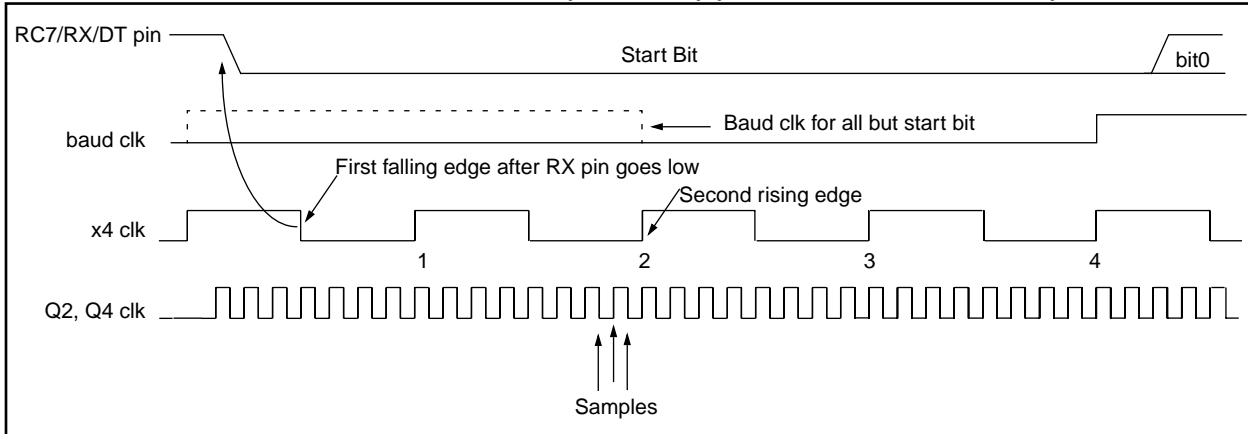 RC7/RX/DT pin
Start Bit
bit0
baud clk
Baud clk for all but start bit
First falling edge after RX pin goes low
Second rising edge
x4 clk
1 2 3 4
Q2, Q4 clk
Samples